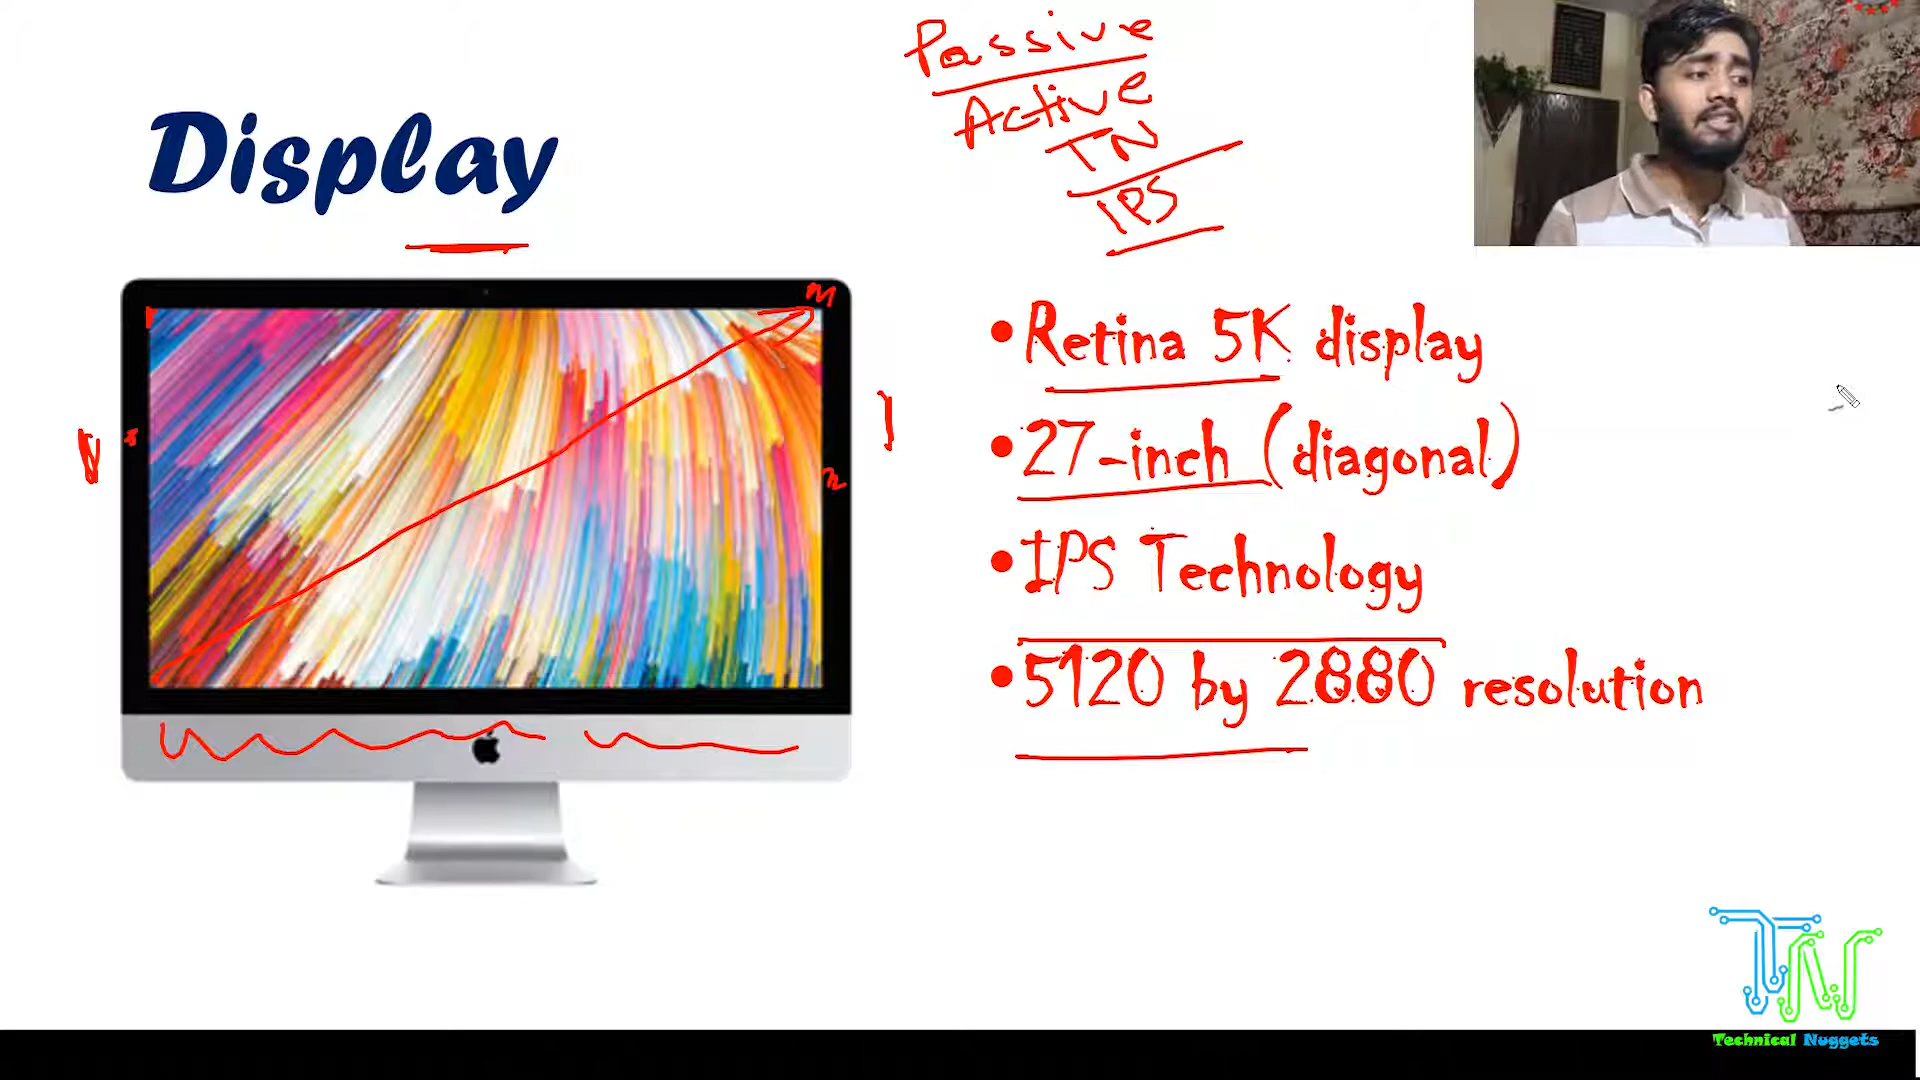 Passive
Active
TN
IPS
Display
•Retina 5K display
•27-inch (diagonal)
•IPS Technology
•5120 by 2880 resolution
TN
Technical Nuggets